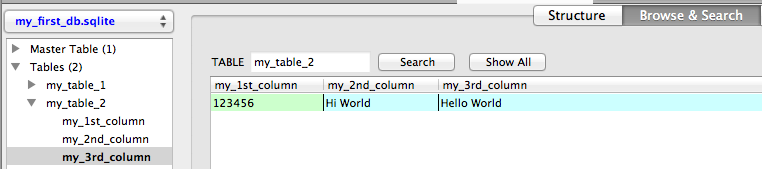 my_first_db.sqlite
Structure Browse & Search
Master Table (1)
Tables (2)
my_table_1
my_table_2
my_1st_column
my_2nd_column
my_3rd_column
TABLE my_table_2 Search Show All
my_1st_column my_2nd_column my_3rd_column
123456 Hi World Hello World